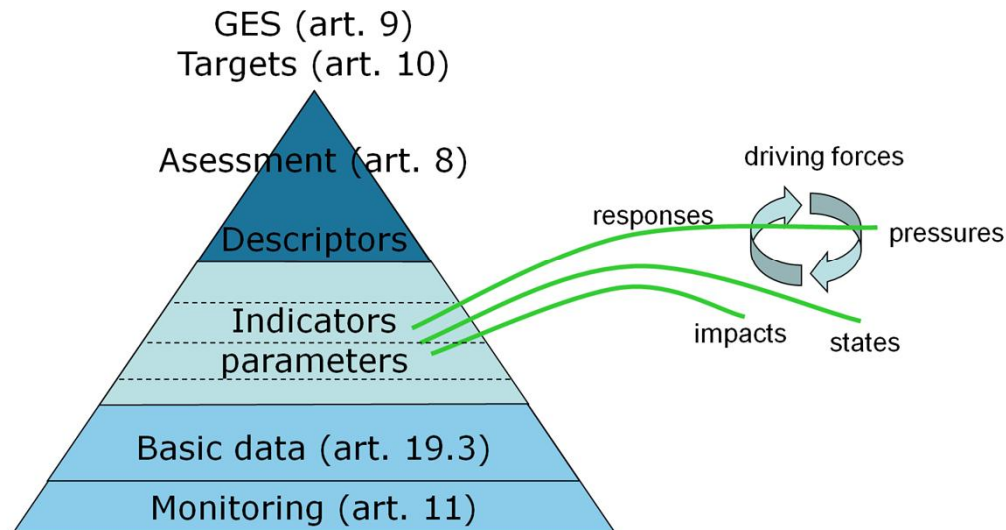 GES (art. 9)
Targets (art. 10)
Asessment (art. 8)
Descriptors
Indicators
parameters
Basic data (art. 19.3)
Monitoring (art. 11)
driving forces
responses
pressures
impacts
states